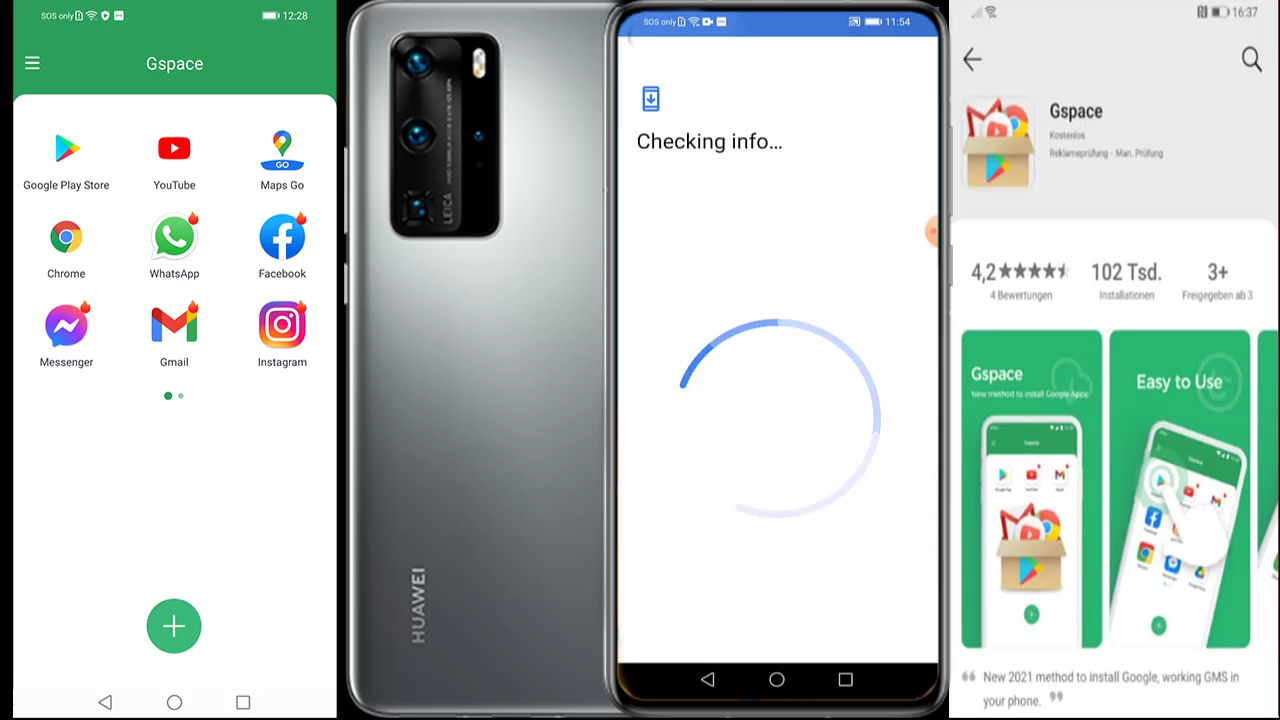 SOS only
12:28
Gspace
Google Play Store
YouTube
GO
Maps Go
Chrome
WhatsApp
Facebook
Messenger
Gmail
Instagram
LEICA
HUAWEI
SOS only
11:54
Checking info...
16:37
Gspace
Kostenlos
Reklameprüfung · Man. Prüfung
4,2
4 Bewertungen
102 Tsd.
Installationen
3+
Freigegeben ab 3
Gspace
New method to install Google Apps
Easy to Use
New 2021 method to install Google, working GMS in
your phone.